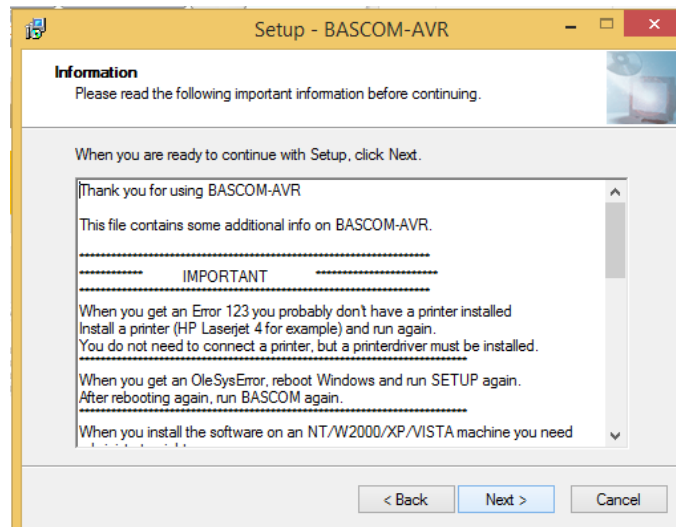 Setup - BASCOM-AVR
Information
Please read the following important information before continuing.
When you are ready to continue with Setup, click Next.
Thank you for using BASCOM-AVR
This file contains some additional info on BASCOM-AVR.
*********************************************************************
************ IMPORTANT ************************
*********************************************************************
When you get an Error 123 you probably don't have a printer installed
Install a printer (HP Laserjet 4 for example) and run again.
You do not need to connect a printer, but a printerdriver must be installed.
****************************************************************************
When you get an OleSysError, reboot Windows and run SETUP again.
After rebooting again, run BASCOM again.
****************************************************************************
When you install the software on an NT/W2000/XP/VISTA machine you need
< Back
Next >
Cancel